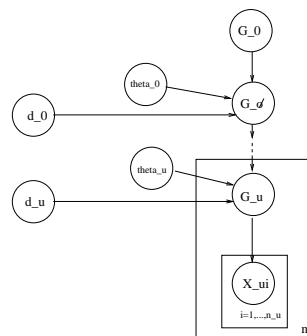 G_0
theta_0
d_0
theta_u
G_u
d_u
X_ui
i=1,...,n_u
n